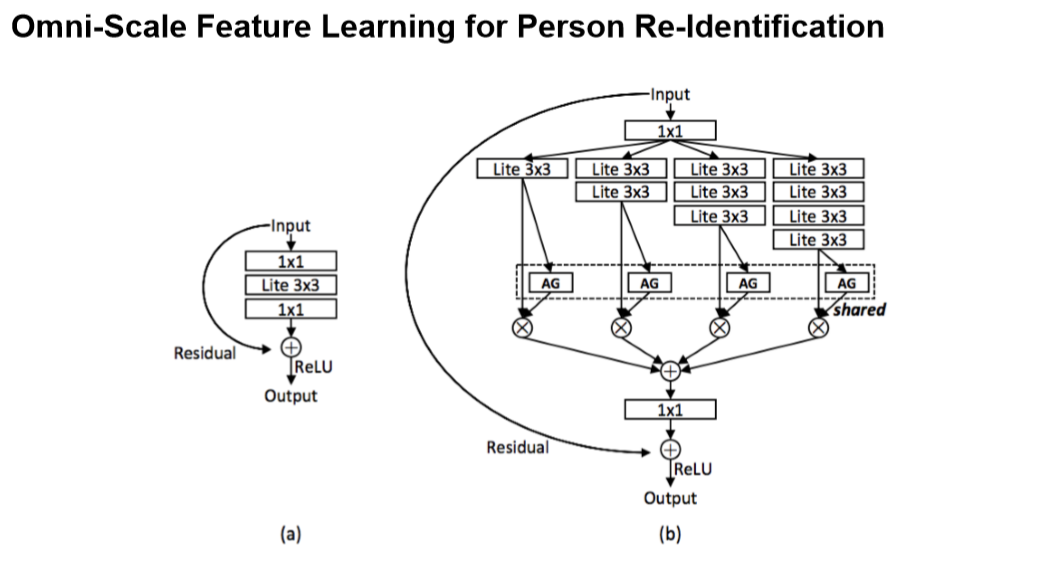 Omni-Scale Feature Learning for Person Re-Identification
Input
1x1
Lite 3x3
1x1
Residual
ReLU
Output
(a)
Input
1x1
Lite 3x3 Lite 3x3 Lite 3x3 Lite 3x3
Lite 3x3 Lite 3x3 Lite 3x3
Lite 3x3 Lite 3x3
Lite 3x3
AG AG AG AG
shared
1x1
Residual
ReLU
Output
(b)